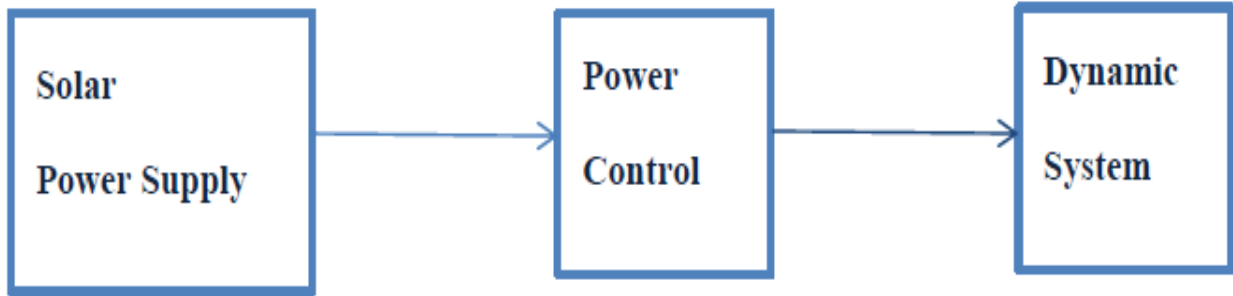 Solar
Power Supply
Power
Control
Dynamic
System